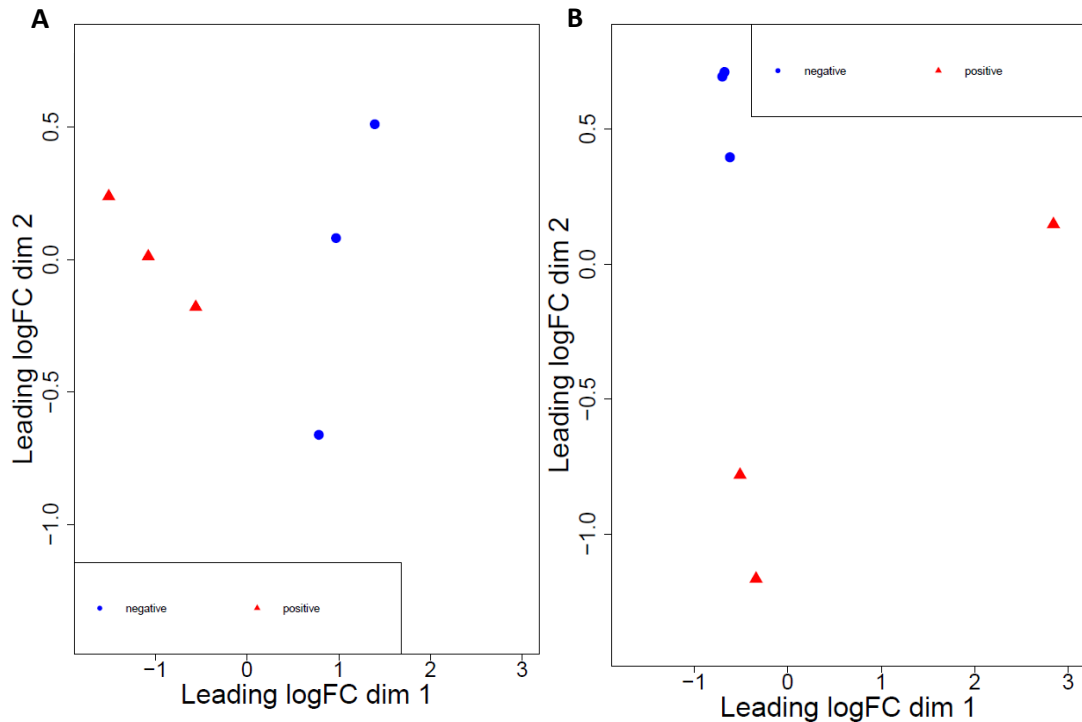 A
Leading logFC dim 2
0.5
0.0
−0.5
−1.0
negative positive
−1 0 1 2 3
Leading logFC dim 1
B
Leading logFC dim 2
0.5
0.0
−0.5
−1.0
negative positive
−1 0 1 2 3
Leading logFC dim 1